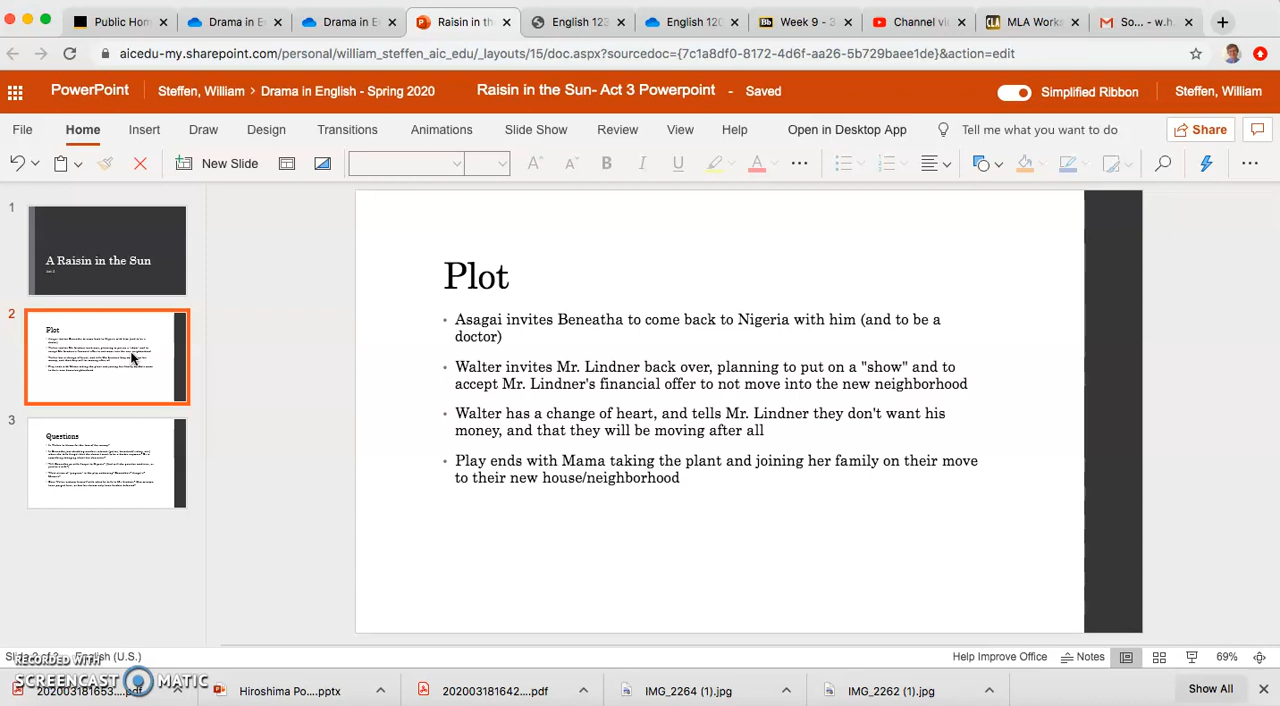 Public Hom
Drama in E
Drama in E
Raisin in th
English 123
English 120
Bb Week 9 - 3
Channel vi
CLA MLA Works
So... - w.h.
aicedu-my.sharepoint.com/personal/william_steffen_aic_edu/_layouts/15/doc.aspx?sourcedoc={7c1a8df0-8172-4d6f-aa26-5b729baee1de}&action=edit
PowerPoint
Steffen, William > Drama in English - Spring 2020
Raisin in the Sun- Act 3 Powerpoint - Saved
Simplified Ribbon
Steffen, William
File Home Insert Draw Design Transitions Animations Slide Show Review View Help Open in Desktop App Tell me what you want to do Share
New Slide
1
A Raisin in the Sun
2
Plot
3
Questions
Plot
• Asagai invites Beneatha to come back to Nigeria with him (and to be a
doctor)
• Walter invites Mr. Lindner back over, planning to put on a "show" and to
accept Mr. Lindner's financial offer to not move into the new neighborhood
• Walter has a change of heart, and tells Mr. Lindner they don't want his
money, and that they will be moving after all
• Play ends with Mama taking the plant and joining her family on their move
to their new house/neighborhood
English (U.S.)
Help Improve Office
Notes
69%
RECORDED WITH
SCREENCAST MATIC
202003181653....pdf
Hiroshima Po....pptx
202003181642....pdf
IMG_2264 (1).jpg
IMG_2262 (1).jpg
Show All